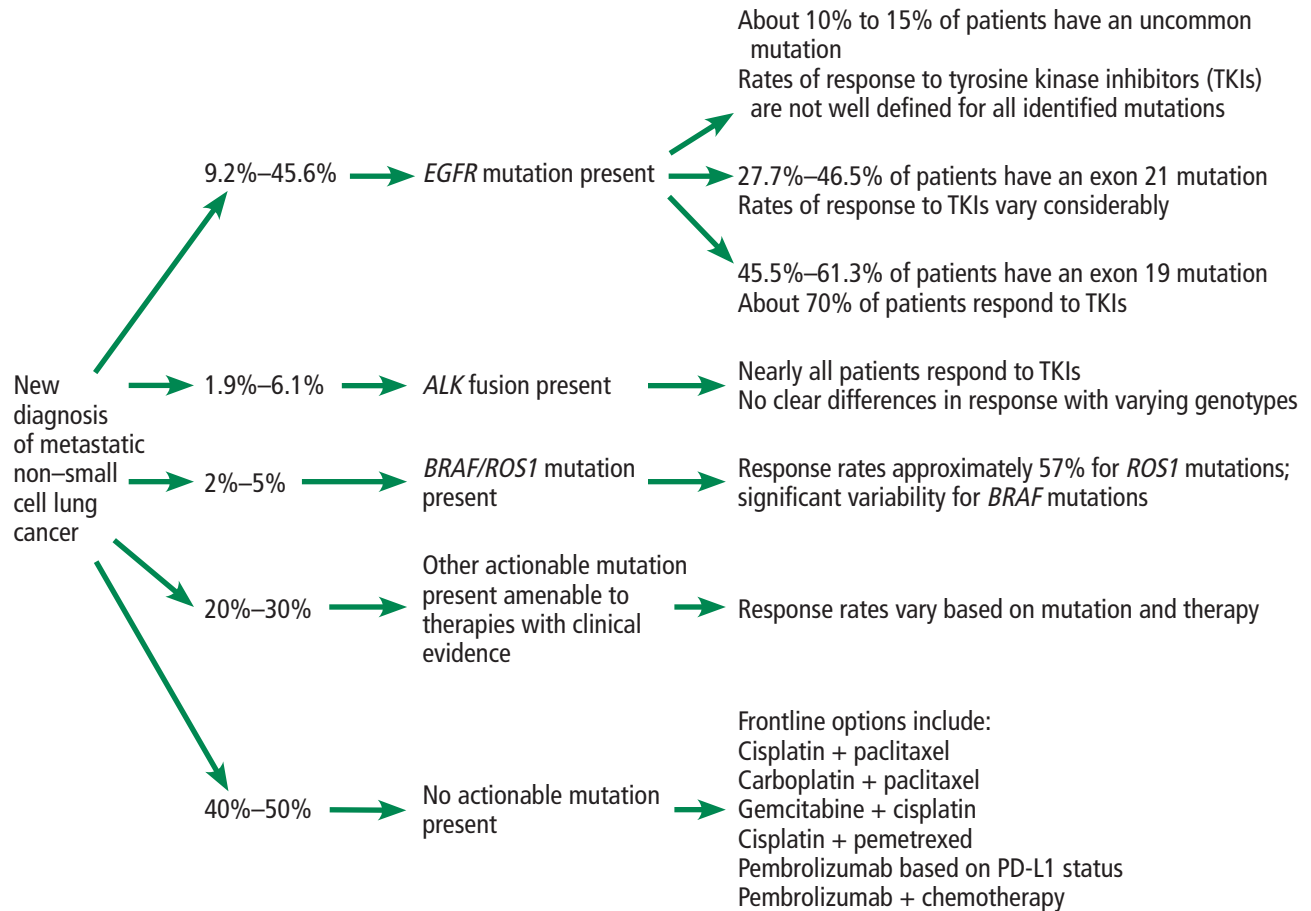 New
diagnosis
of metastatic
non–small
cell lung
cancer
9.2%–45.6%
EGFR mutation present
About 10% to 15% of patients have an uncommon
mutation
Rates of response to tyrosine kinase inhibitors (TKIs)
are not well defined for all identified mutations
27.7%–46.5% of patients have an exon 21 mutation
Rates of response to TKIs vary considerably
45.5%–61.3% of patients have an exon 19 mutation
About 70% of patients respond to TKIs
1.9%–6.1%
ALK fusion present
Nearly all patients respond to TKIs
No clear differences in response with varying genotypes
2%–5%
BRAF/ROS1 mutation
present
Response rates approximately 57% for ROS1 mutations;
significant variability for BRAF mutations
20%–30%
Other actionable mutation
present amenable to
therapies with clinical
evidence
Response rates vary based on mutation and therapy
40%–50%
No actionable mutation
present
Frontline options include:
Cisplatin + paclitaxel
Carboplatin + paclitaxel
Gemcitabine + cisplatin
Cisplatin + pemetrexed
Pembrolizumab based on PD-L1 status
Pembrolizumab + chemotherapy